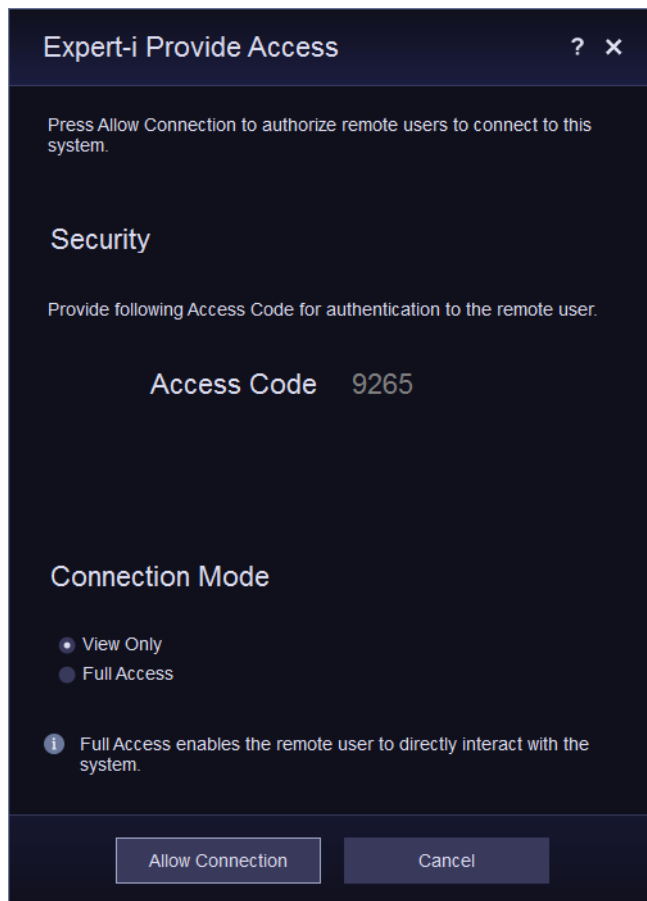 Expert-i Provide Access ? ✕
Press Allow Connection to authorize remote users to connect to this
system.
Security
Provide following Access Code for authentication to the remote user.
Access Code 9265
Connection Mode
View Only
Full Access
i Full Access enables the remote user to directly interact with the
system.
Allow Connection Cancel